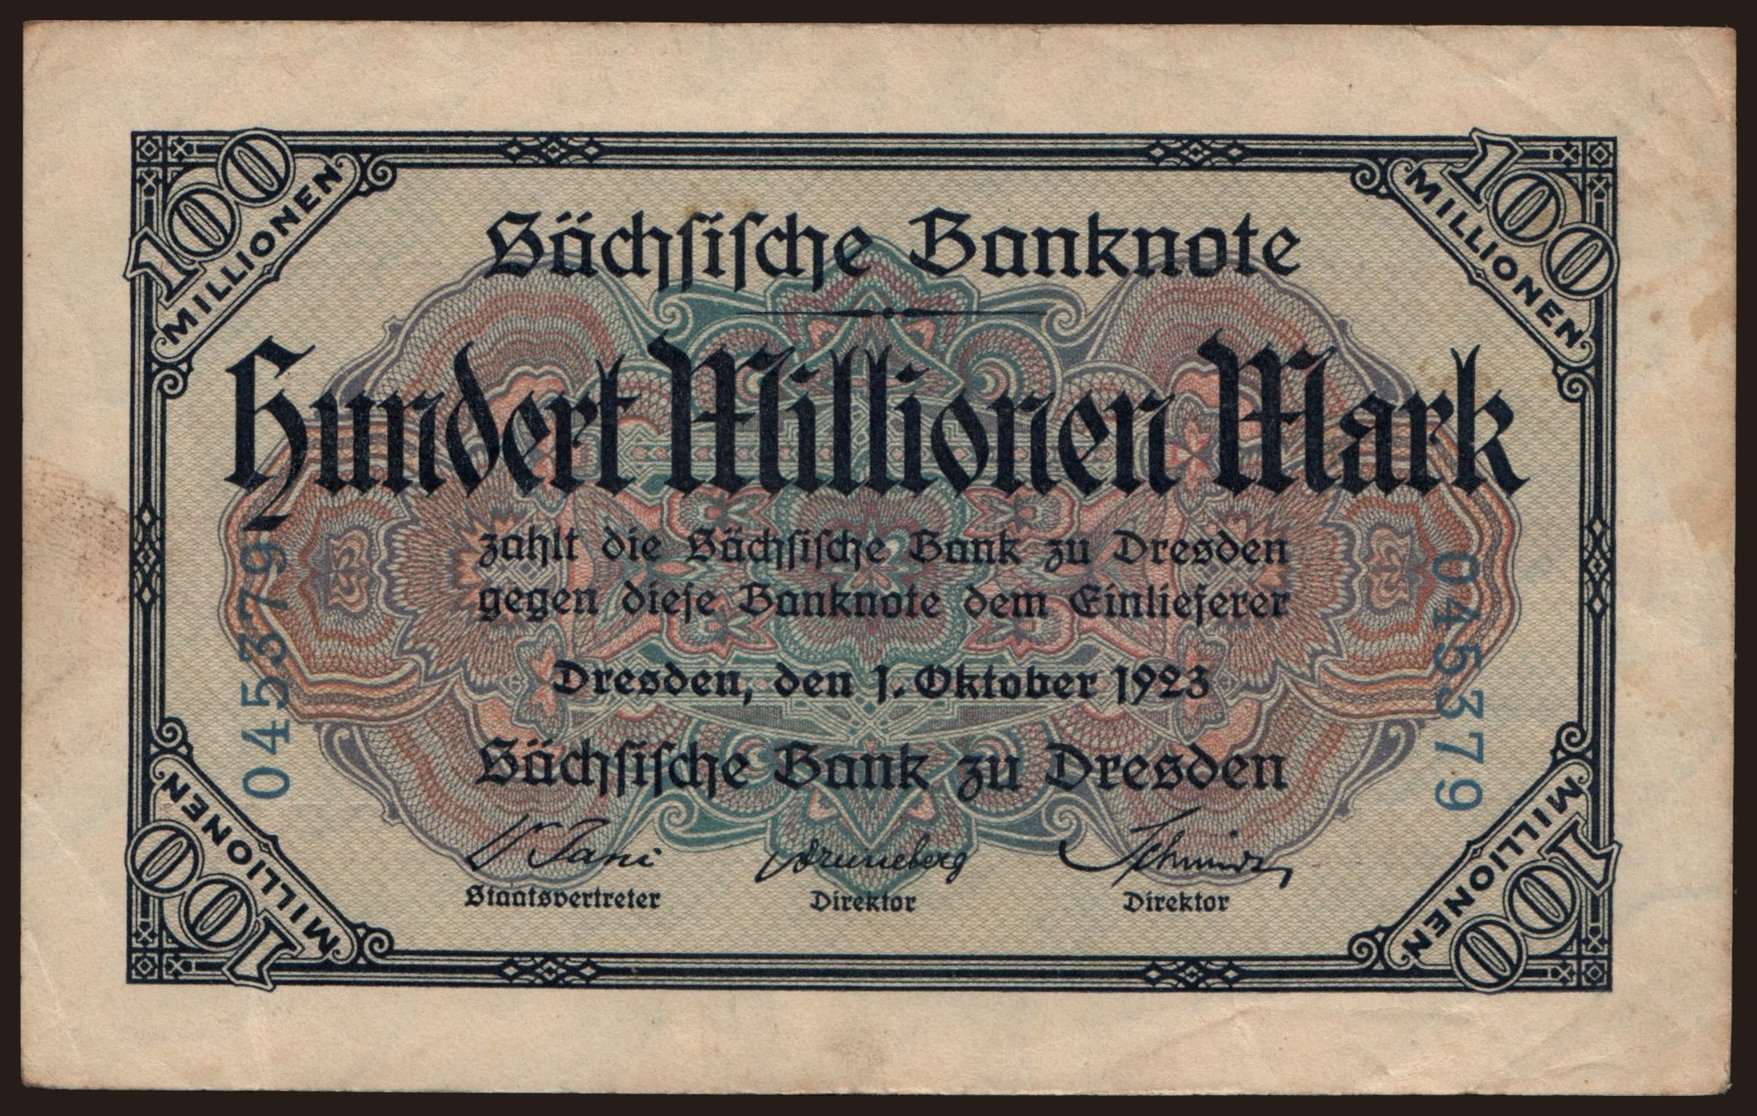 100
MILLIONEN
100
MILLIONEN
Sächsische Banknote
Hundert Millionen Mark
zahlt die Sächsische Bank zu Dresden
gegen diese Banknote dem Einlieferer
Dresden, den 1. Oktober 1923
Sächsische Bank zu Dresden
045379
045379
Staatsvertreter
Direktor
Direktor
100
MILLIONEN
100
MILLIONEN